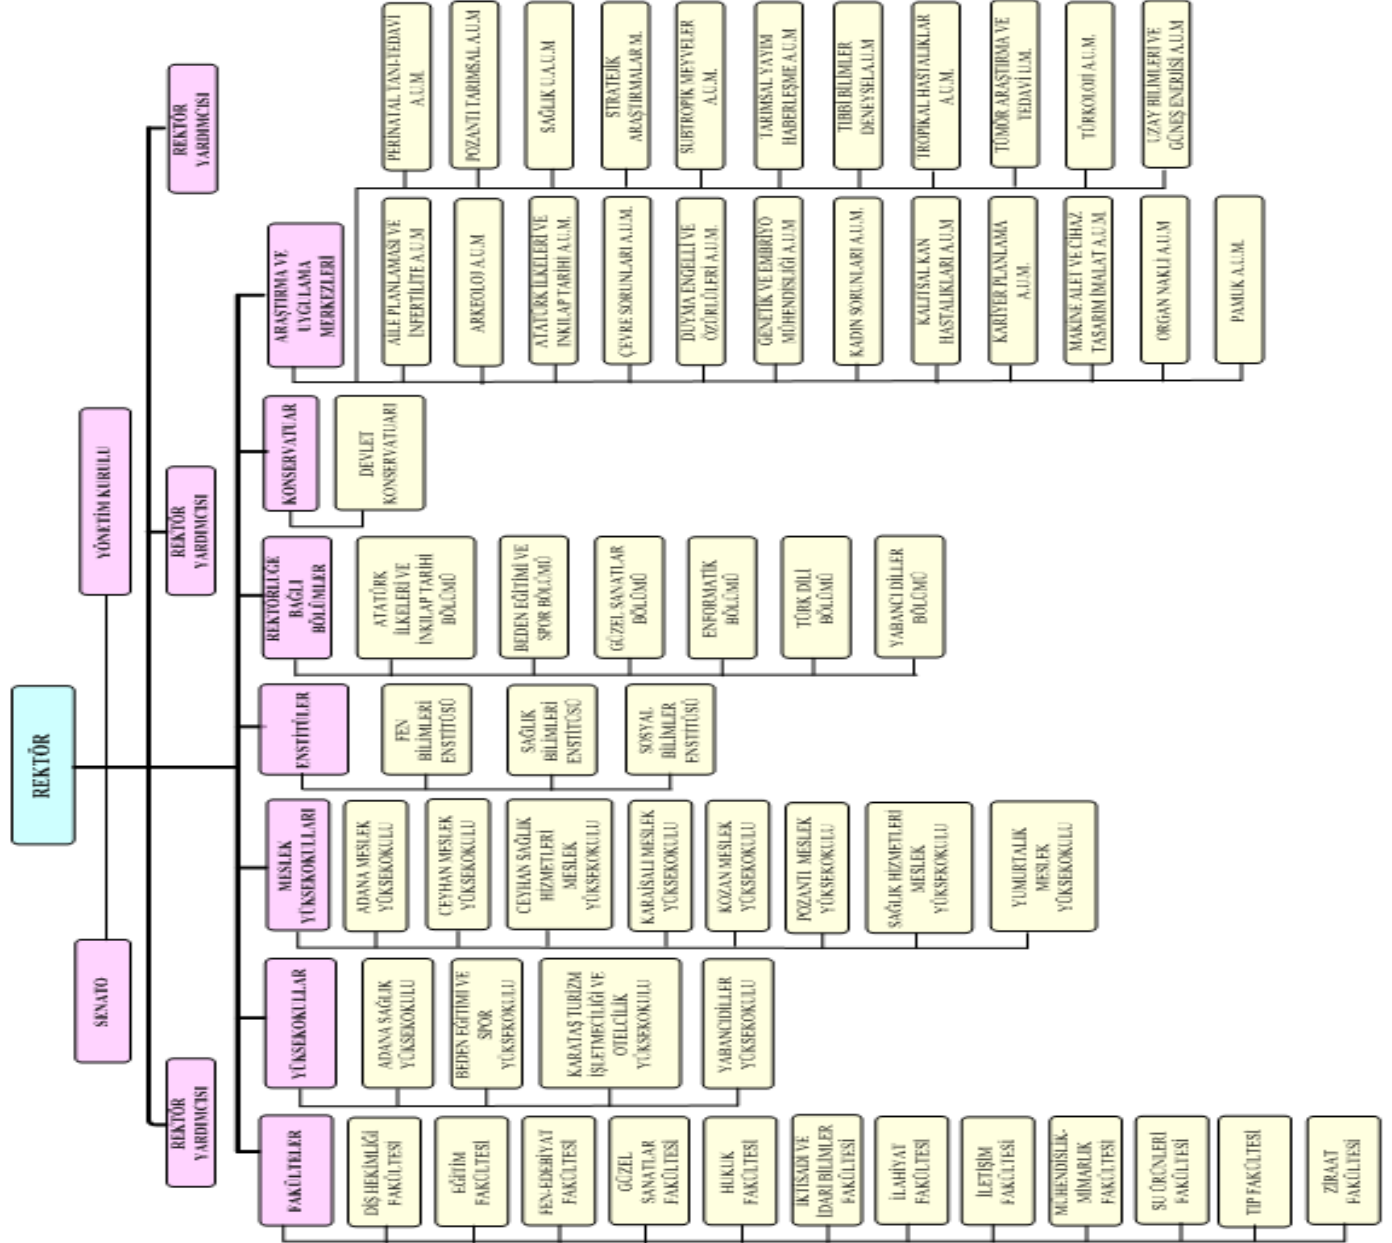 REKTÖR
SENATO
YÖNETİM KURULU
REKTÖR
YARDIMCISI
REKTÖR
YARDIMCISI
REKTÖR
YARDIMCISI
FAKÜLTELER
DİŞ HEKİMLİĞİ
FAKÜLTESİ
EĞİTİM
FAKÜLTESİ
FEN-EDEBİYAT
FAKÜLTESİ
GÜZEL
SANATLAR
FAKÜLTESİ
HUKUK
FAKÜLTESİ
İKTİSADİ VE
İDARİ BİLİMLER
FAKÜLTESİ
İLAHİYAT
FAKÜLTESİ
İLETİŞİM
FAKÜLTESİ
MÜHENDİSLİK-
MİMARLIK
FAKÜLTESİ
SU ÜRÜNLERİ
FAKÜLTESİ
TIP FAKÜLTESİ
ZİRAAT
FAKÜLTESİ
YÜKSEKOKULLAR
ADANA SAĞLIK
YÜKSEKOKULU
BEDEN EĞİTİMİ VE
SPOR
YÜKSEKOKULU
KARATAŞ TURİZM
İŞLETMECİLİĞİ VE
OTELCİLİK
YÜKSEKOKULU
YABANCIDİLLER
YÜKSEKOKULU
MESLEK
YÜKSEKOKULLARI
ADANA MESLEK
YÜKSEKOKULU
CEYHAN MESLEK
YÜKSEKOKULU
CEYHAN SAĞLIK
HİZMETLERİ
MESLEK
YÜKSEKOKULU
KARAİSALI MESLEK
YÜKSEKOKULU
KOZAN MESLEK
YÜKSEKOKULU
POZANTI MESLEK
YÜKSEKOKULU
SAĞLIK HİZMETLERİ
MESLEK
YÜKSEKOKULU
YUMURTALIK
MESLEK
YÜKSEKOKULU
ENSTİTÜLER
FEN
BİLİMLERİ
ENSTİTÜSÜ
SAĞLIK
BİLİMLERİ
ENSTİTÜSÜ
SOSYAL
BİLİMLER
ENSTİTÜSÜ
REKTÖRLÜĞE
BAĞLI
BÖLÜMLER
ATATÜRK
İLKELERİ VE
İNKILAP TARİHİ
BÖLÜMÜ
BEDEN EĞİTİMİ VE
SPOR BÖLÜMÜ
GÜZEL SANATLAR
BÖLÜMÜ
ENFORMATİK
BÖLÜMÜ
TÜRK DİLİ
BÖLÜMÜ
YABANCI DİLLER
BÖLÜMÜ
KONSERVATUAR
DEVLET
KONSERVATUARI
ARAŞTIRMA VE
UYGULAMA
MERKEZLERİ
AİLE PLANLAMASI VE
İNFERTİLİTE A.U.M
ARKEOLOJİ A.U.M
ATATÜRK İLKELERİ VE
INKILAP TARİHİ A.U.M.
ÇEVRE SORUNLARI A.U.M.
DUYMA ENGELLİ VE
ÖZÜRLÜLERİ A.U.M.
GENETİK VE EMBRİYO
MÜHENDİSLİĞİ A.U.M
KADIN SORUNLARI A.U.M.
KALITSAL KAN
HASTALIKLARI A.U.M
KARİYER PLANLAMA
A.U.M.
MAKİNE ALET VE CİHAZ
TASARIM İMALAT A.U.M.
ORGAN NAKLİ A.U.M
PAMUK A.U.M.
PERİNATAL TANI-TEDAVİ
A.U.M.
POZANTI TARIMSAL A.U.M
SAĞLIK U.A.U.M
STRATEJİK
ARAŞTIRMALAR M.
SUBTROPİK MEYVELER
A.U.M.
TARIMSAL YAYIM
HABERLEŞME A.U.M
TIBBİ BİLİMLER
DENEYSELA.U.M
TROPİKAL HASTALIKLAR
A.U.M.
TÜMÖR ARAŞTIRMA VE
TEDAVİ U.M.
TÜRKOLOJİ A.U.M.
UZAY BİLİMLERİ VE
GÜNEŞ ENERJİSİ A.U.M